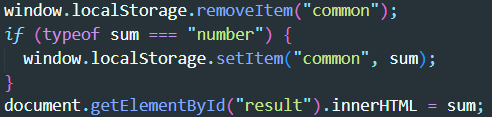 window.localStorage.removeItem("common");
if (typeof sum === "number") {
  window.localStorage.setItem("common", sum);
}
document.getElementById("result").innerHTML = sum;